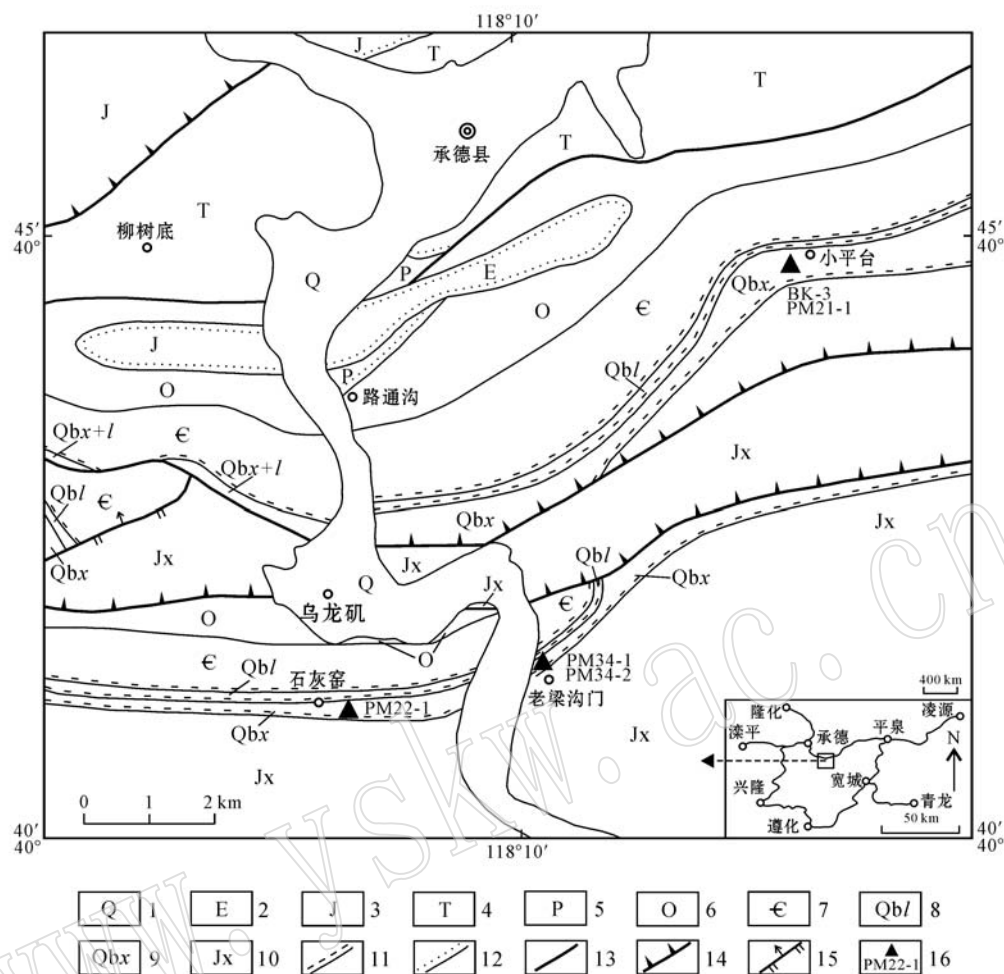 118°10′
J
T
J
T
T
承德县
T
柳树底
45′
40°
45′
40°
小平台
P
E
Q
Qbx
BK-3
PM21-1
O
Є
J
Qbl
P
路通沟
O
Є
Jx
Qbx+l
Qbx+l
Qbl
Є
Qbx
Jx
Jx
Qbx
Jx
Q
Qbl
Qbx
Jx
乌龙矶
Є
O
O
PM34-1
PM34-2
老梁沟门
Є
Qbl
石灰窑
PM22-1
Qbx
Jx
Jx
400 km
隆化
凌源
滦平
承德
平泉
N
宽城
兴隆
青龙
遵化
50 km
0 1 2 km
40′
40°
40′
40°
118°10′
Q 1 E 2 J 3 T 4 P 5 O 6 Є 7 Qbl 8
Qbx 9 Jx 10 11 12 13 14 15 PM22-1 16
www.yskw.ac.cn